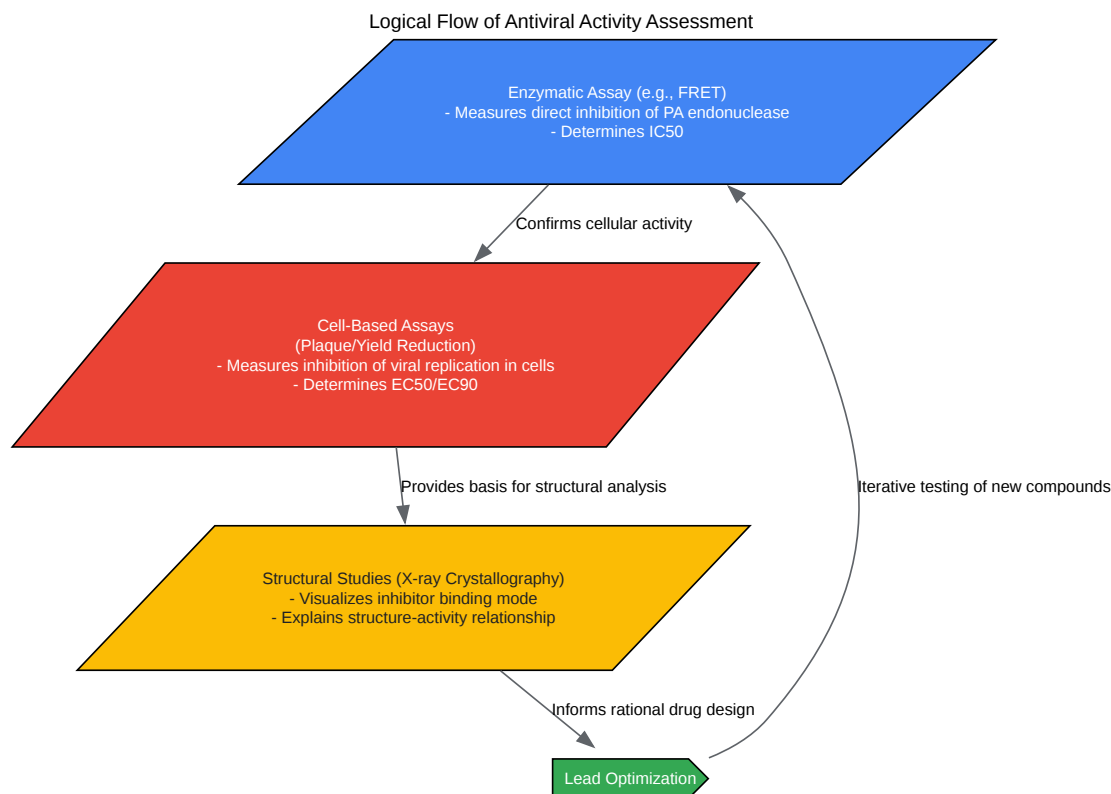 Logical Flow of Antiviral Activity Assessment
Enzymatic Assay (e.g., FRET)
- Measures direct inhibition of PA endonuclease
- Determines IC50
Confirms cellular activity
Cell-Based Assays
(Plaque/Yield Reduction)
- Measures inhibition of viral replication in cells
- Determines EC50/EC90
Provides basis for structural analysis
Iterative testing of new compounds
Structural Studies (X-ray Crystallography)
- Visualizes inhibitor binding mode
- Explains structure-activity relationship
Informs rational drug design
Lead Optimization